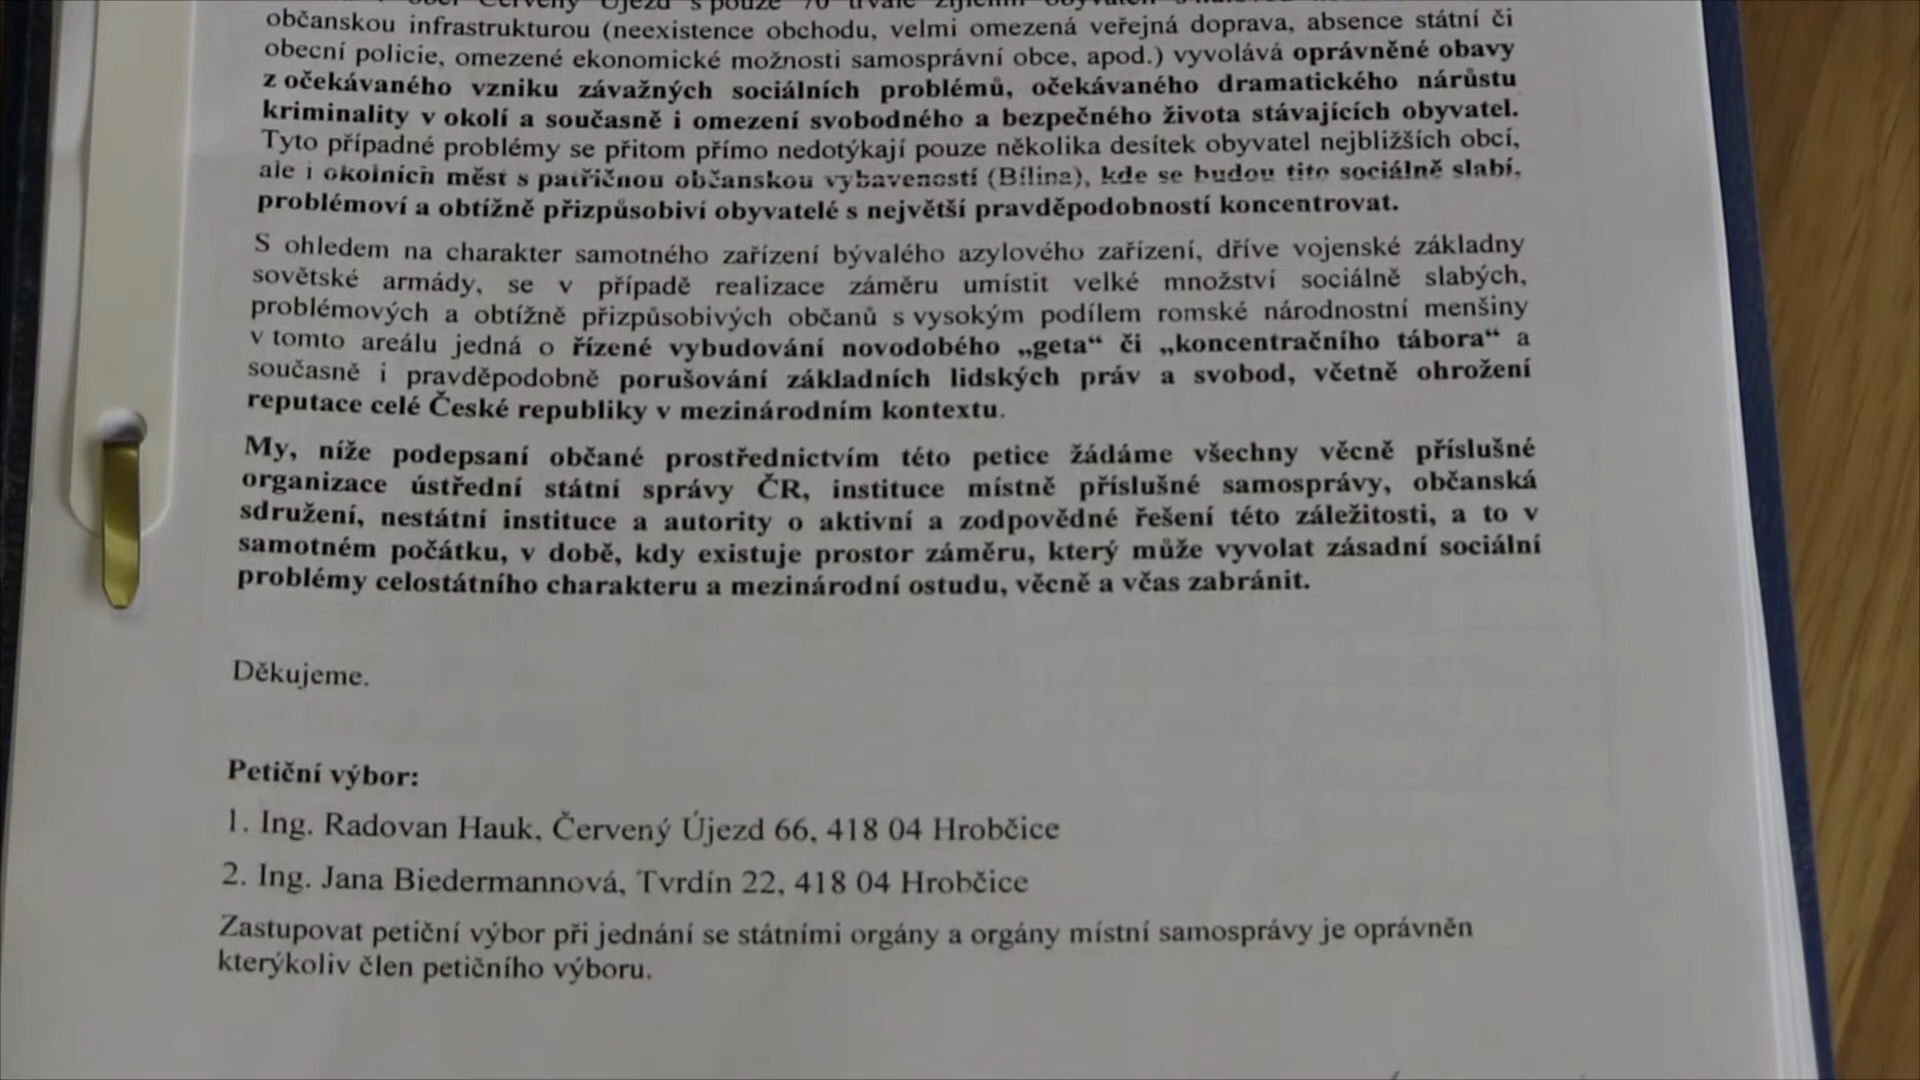 obci Červený Újezd s pouze 70 trvale
občanskou infrastrukturou (neexistence obchodu, velmi omezená veřejná doprava, absence státní či
obecní policie, omezené ekonomické možnosti samosprávní obce, apod.) vyvolává oprávněné obavy
z očekávaného vzniku závažných sociálních problémů, očekávaného dramatického nárůstu
kriminality v okolí a současně i omezení svobodného a bezpečného života stávajících obyvatel.
Tyto případné problémy se přitom přímo nedotýkají pouze několika desítek obyvatel nejbližších obcí,
ale i okolních měst s patřičnou občanskou vybaveností (Bílina), kde se budou tito sociálně slabí,
problémoví a obtížně přizpůsobiví obyvatelé s největší pravděpodobností koncentrovat.
S ohledem na charakter samotného zařízení bývalého azylového zařízení, dříve vojenské základny
sovětské armády, se v případě realizace záměru umístit velké množství sociálně slabých,
problémových a obtížně přizpůsobivých občanů s vysokým podílem romské národnostní menšiny
v tomto areálu jedná o řízené vybudování novodobého „geta“ či „koncentračního tábora“ a
současně i pravděpodobně porušování základních lidských práv a svobod, včetně ohrožení
reputace celé České republiky v mezinárodním kontextu.
My, níže podepsaní občané prostřednictvím této petice žádáme všechny věcně příslušné
organizace ústřední státní správy ČR, instituce místně příslušné samosprávy, občanská
sdružení, nestátní instituce a autority o aktivní a zodpovědné řešení této záležitosti, a to v
samotném počátku, v době, kdy existuje prostor záměru, který může vyvolat zásadní sociální
problémy celostátního charakteru a mezinárodní ostudu, věcně a včas zabránit.
Děkujeme.
Petiční výbor:
1. Ing. Radovan Hauk, Červený Újezd 66, 418 04 Hrobčice
2. Ing. Jana Biedermannová, Tvrdín 22, 418 04 Hrobčice
Zastupovat petiční výbor při jednání se státními orgány a orgány místní samosprávy je oprávněn
kterýkoliv člen petičního výboru.